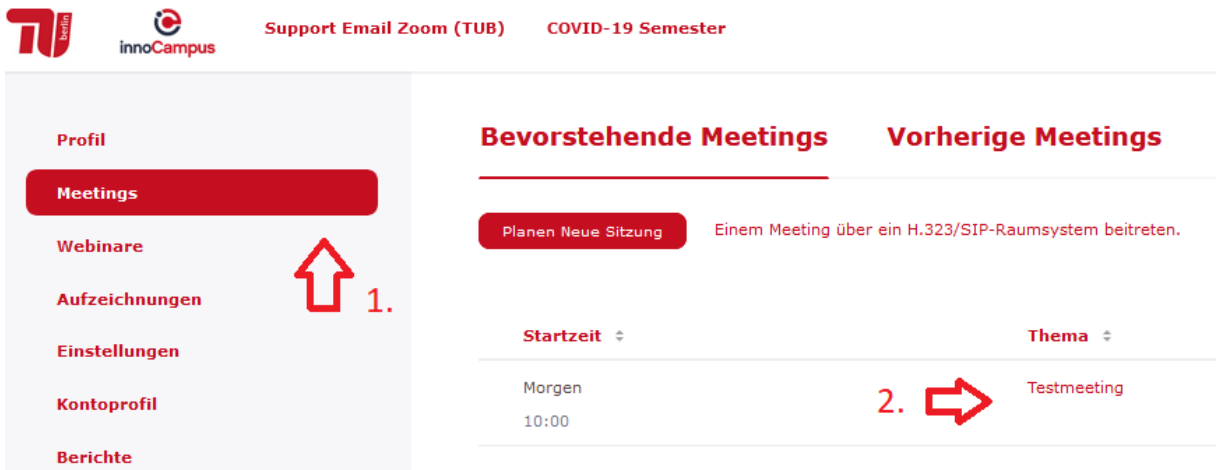 TU berlin
innoCampus
Support Email Zoom (TUB) COVID-19 Semester
Profil
Meetings
Webinare
Aufzeichnungen
Einstellungen
Kontoprofil
Berichte
1.
Bevorstehende Meetings Vorherige Meetings
Planen Neue Sitzung Einem Meeting über ein H.323/SIP-Raumsystem beitreten.
Startzeit Thema
Morgen 2. Testmeeting
10:00